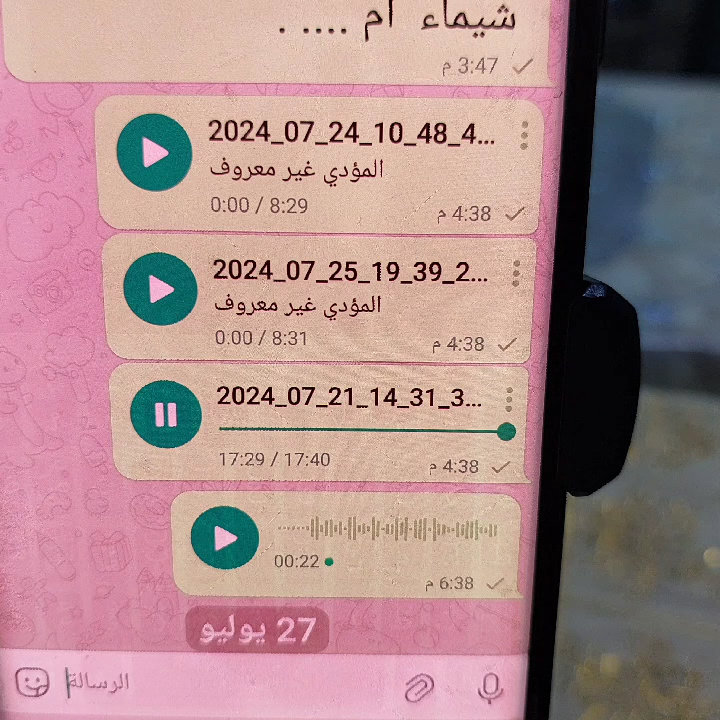 شيماء ام ..... .
3:47 م
2024_07_24_10_48_4...
المؤدي غير معروف
0:00 / 8:29
4:38 م
2024_07_25_19_39_2...
المؤدي غير معروف
0:00 / 8:31
4:38 م
2024_07_21_14_31_3...
17:29 / 17:40
4:38 م
00:22
6:38 م
27 يوليو
الرسالة